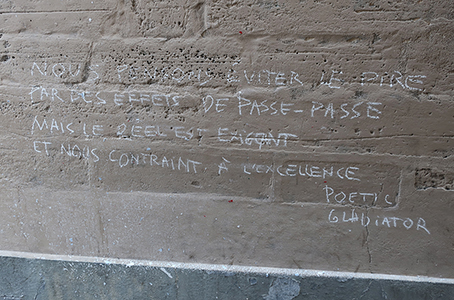 NOUS POUVONS ÉVITER LE PIRE
PAR DES EFFETS DE PASSE-PASSE
MAIS LE RÉEL EST EXIGENT
ET NOUS CONTRAINT À L'EXCELLENCE
POETIC
GLADIATOR